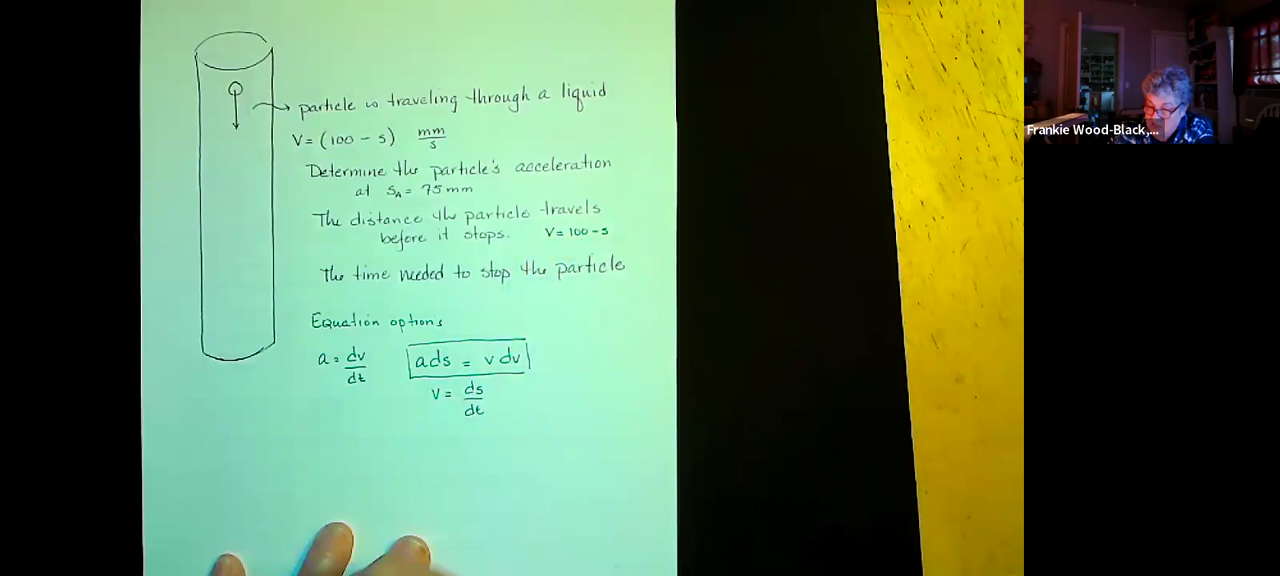 particle is traveling through a liquid
V = (100 - s) mm/s
Determine the particle's acceleration
at S_A = 75 mm
The distance the particle travels
before it stops. V = 100 - s
The time needed to stop the particle
Equation options
a = dv/dt ads = v dv
V = ds/dt
Frankie Wood-Black,...